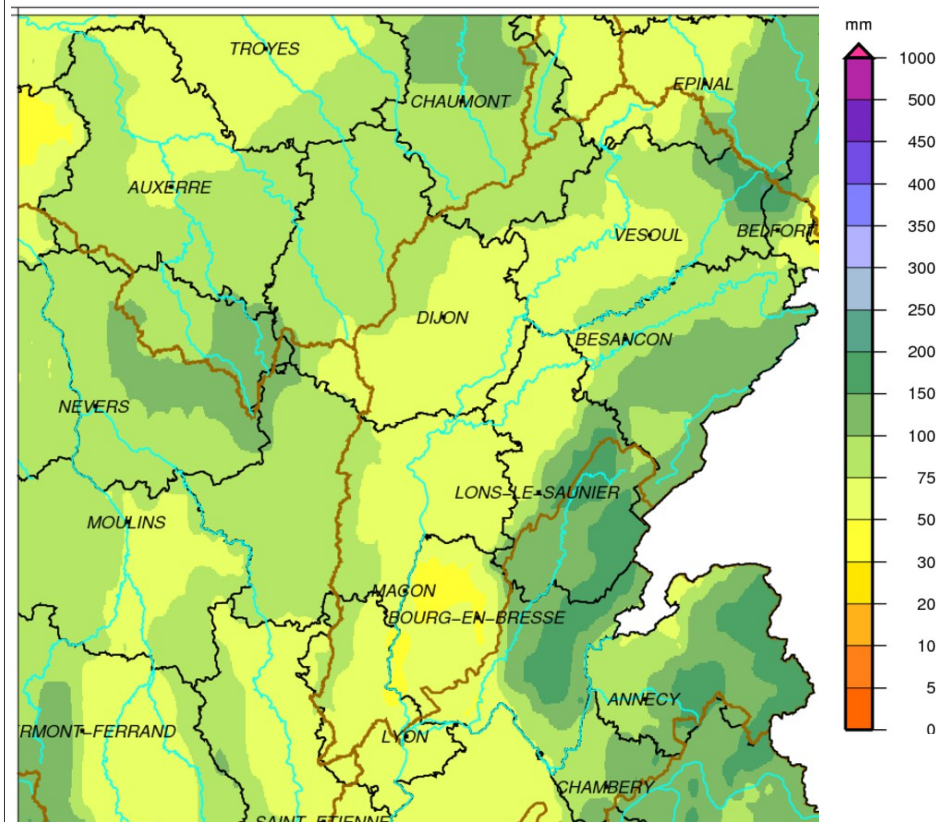 mm
TROYES
EPINAL
CHAUMONT
AUXERRE
VESOUL
BELFORT
DIJON
BESANCON
NEVERS
LONS-LE-SAUNIER
MOULINS
MACON
BOURG-EN-BRESSE
ANNECY
RMONT-FERRAND
LYON
CHAMBERY
SAINT-ETIENNE
1000
500
450
400
350
300
250
200
150
100
75
50
30
20
10
5
0